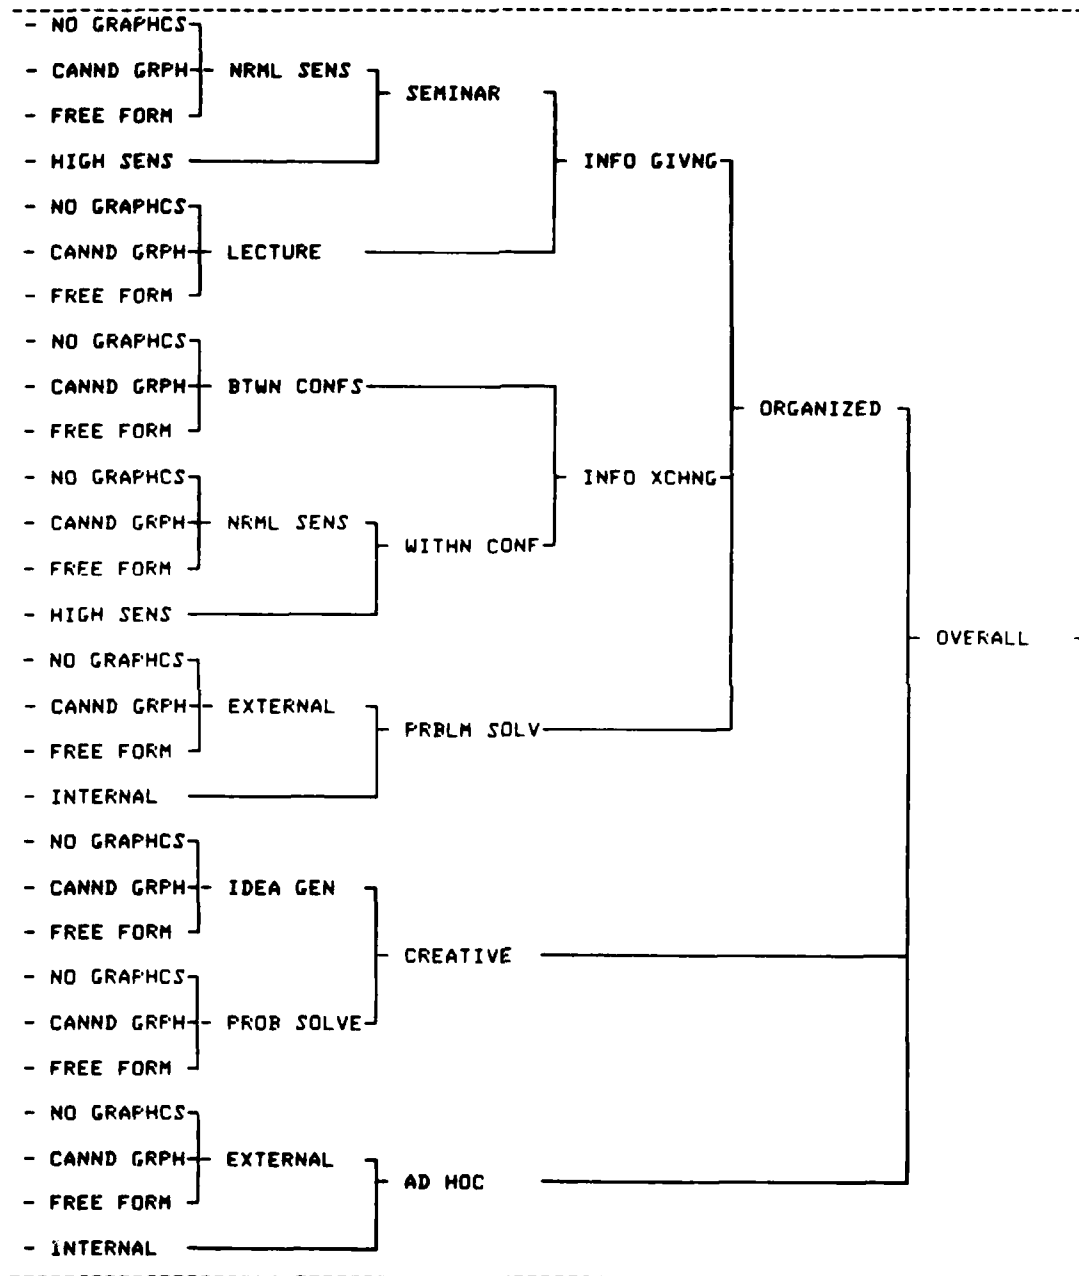 - NO GRAPHCS
- CANND GRPH - NRML SENS
- SEMINAR
- FREE FORM
- HIGH SENS
- INFO GIVNG
- NO GRAPHCS
- CANND GRPH - LECTURE
- FREE FORM
- NO GRAPHCS
- CANND GRPH - BTWN CONFS
- ORGANIZED
- FREE FORM
- NO GRAPHCS
- INFO XCHNG
- CANND GRPH - NRML SENS
- WITHN CONF
- FREE FORM
- HIGH SENS
- OVERALL -
- NO GRAPHCS
- CANND GRPH - EXTERNAL
- PRBLM SOLV
- FREE FORM
- INTERNAL
- NO GRAPHCS
- CANND GRPH - IDEA GEN
- FREE FORM
- CREATIVE
- NO GRAPHCS
- CANND GRPH - PROB SOLVE
- FREE FORM
- NO GRAPHCS
- CANND GRPH - EXTERNAL
- AD HOC
- FREE FORM
- INTERNAL